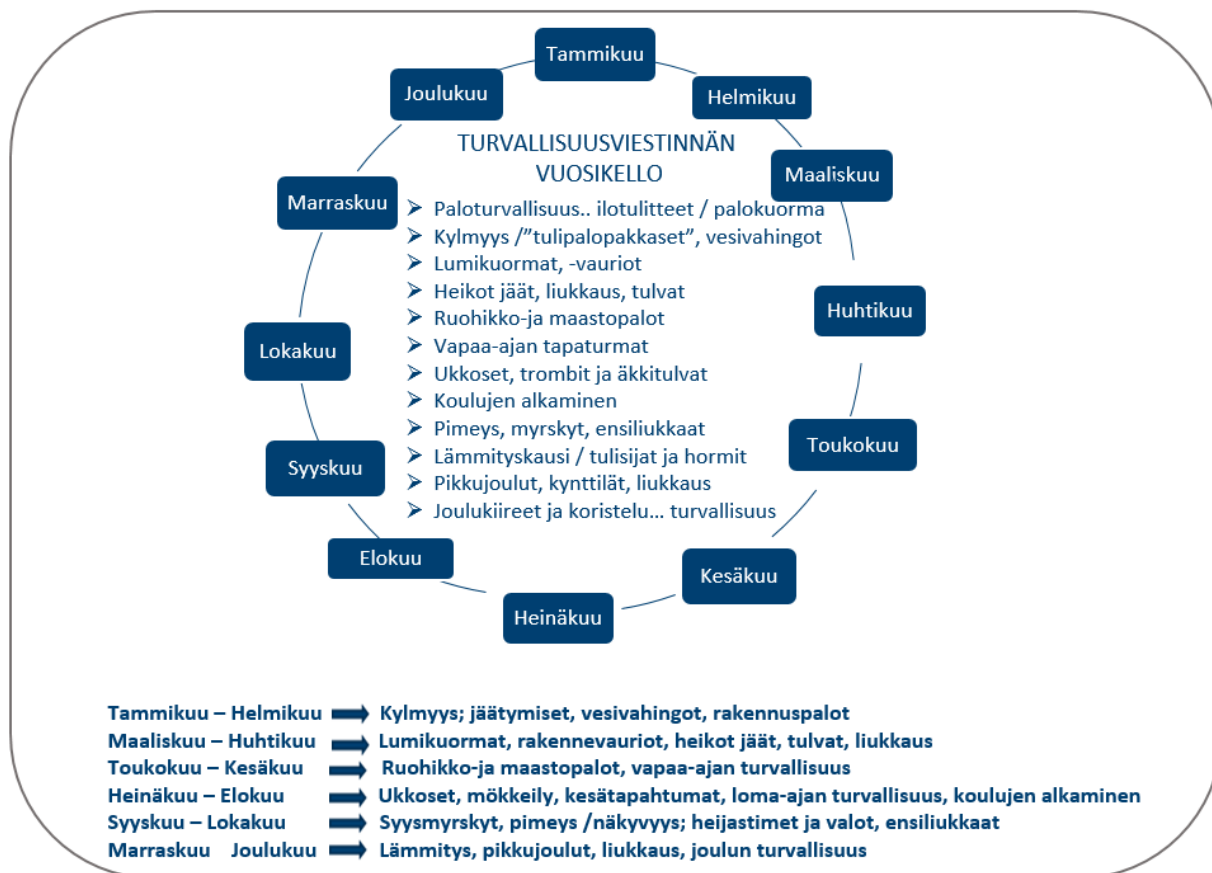 Tammikuu
Joulukuu
Helmikuu
TURVALLISUUSVIESTINNÄN
VUOSIKELLO
Maaliskuu
Marraskuu
➢ Paloturvallisuus.. ilotulitteet / palokuorma
➢ Kylmyys /”tulipalopakkaset”, vesivahingot
➢ Lumikuormat, -vauriot
➢ Heikot jäät, liukkaus, tulvat
➢ Ruohikko-ja maastopalot
➢ Vapaa-ajan tapaturmat
➢ Ukkoset, trombit ja äkkitulvat
➢ Koulujen alkaminen
➢ Pimeys, myrskyt, ensiliukkaat
➢ Lämmityskausi / tulisijat ja hormit
➢ Pikkujoulut, kynttilät, liukkaus
➢ Joulukiireet ja koristelu... turvallisuus
Huhtikuu
Lokakuu
Toukokuu
Syyskuu
Elokuu
Kesäkuu
Heinäkuu
Tammikuu – Helmikuu ➡ Kylmyys; jäätymiset, vesivahingot, rakennuspalot
Maaliskuu – Huhtikuu ➡ Lumikuormat, rakennevauriot, heikot jäät, tulvat, liukkaus
Toukokuu – Kesäkuu ➡ Ruohikko-ja maastopalot, vapaa-ajan turvallisuus
Heinäkuu – Elokuu ➡ Ukkoset, mökkeily, kesätapahtumat, loma-ajan turvallisuus, koulujen alkaminen
Syyskuu – Lokakuu ➡ Syysmyrskyt, pimeys /näkyvyys; heijastimet ja valot, ensiliukkaat
Marraskuu Joulukuu ➡ Lämmitys, pikkujoulut, liukkaus, joulun turvallisuus